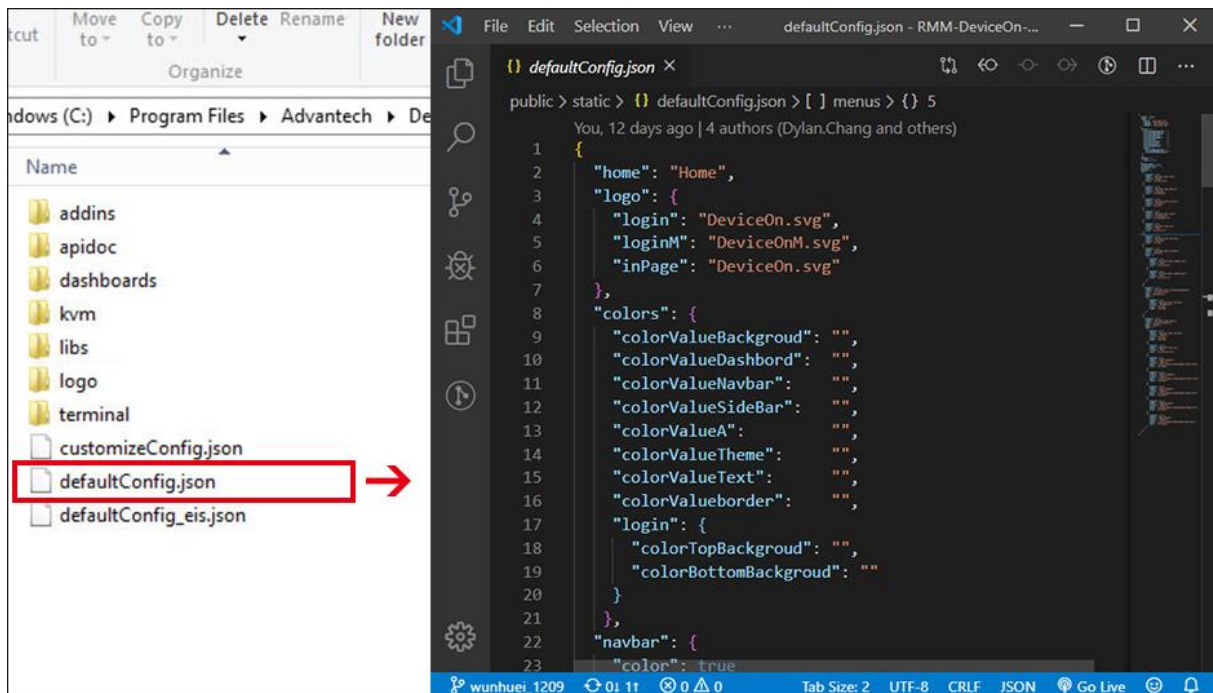 Move Copy Delete Rename New
tcut to to folder
Organize
ndows (C:) Program Files Advantech De
Name
addins
apidoc
dashboards
kvm
libs
logo
terminal
customizeConfig.json
defaultConfig.json
defaultConfig_eis.json
File Edit Selection View ... defaultConfig.json - RMM-DeviceOn-...
{} defaultConfig.json ×
public > static > {} defaultConfig.json > [ ] menus > {} 5
You, 12 days ago | 4 authors (Dylan.Chang and others)
1 {
2 "home": "Home",
3 "logo": {
4 "login": "DeviceOn.svg",
5 "loginM": "DeviceOnM.svg",
6 "inPage": "DeviceOn.svg"
7 },
8 "colors": {
9 "colorValueBackgroud": "",
10 "colorValueDashbord": "",
11 "colorValueNavbar": "",
12 "colorValueSideBar": "",
13 "colorValueA": "",
14 "colorValueTheme": "",
15 "colorValueText": "",
16 "colorValueborder": "",
17 "login": {
18 "colorTopBackgroud": "",
19 "colorBottomBackgroud": ""
20 }
21 },
22 "navbar": {
23 "color": true
wunhuei_1209 0↓ 1↑ 0 0 Tab Size: 2 UTF-8 CRLF JSON Go Live